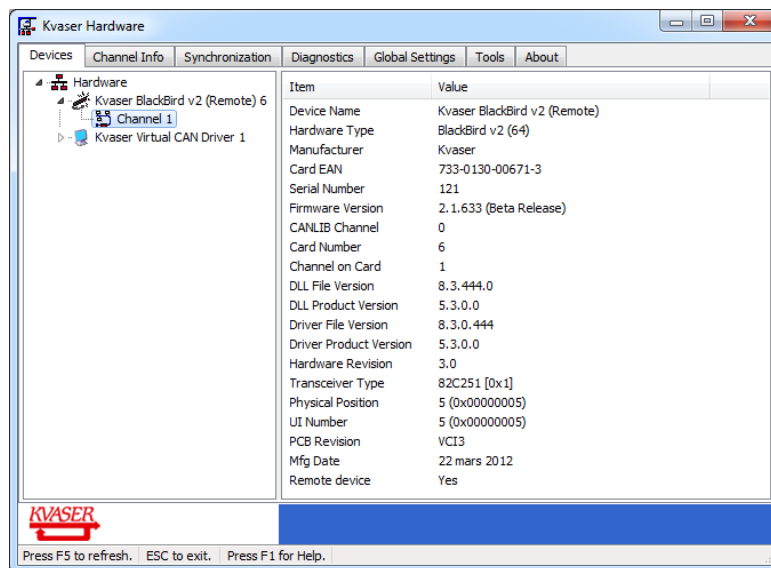 Kvaser Hardware
Devices Channel Info Synchronization Diagnostics Global Settings Tools About
Hardware
Kvaser BlackBird v2 (Remote) 6
Channel 1
Kvaser Virtual CAN Driver 1
Item Value
Device Name Kvaser BlackBird v2 (Remote)
Hardware Type BlackBird v2 (64)
Manufacturer Kvaser
Card EAN 733-0130-00671-3
Serial Number 121
Firmware Version 2.1.633 (Beta Release)
CANLIB Channel 0
Card Number 6
Channel on Card 1
DLL File Version 8.3.444.0
DLL Product Version 5.3.0.0
Driver File Version 8.3.0.444
Driver Product Version 5.3.0.0
Hardware Revision 3.0
Transceiver Type 82C251 [0x1]
Physical Position 5 (0x00000005)
UI Number 5 (0x00000005)
PCB Revision VCI3
Mfg Date 22 mars 2012
Remote device Yes
KVASER
Press F5 to refresh. ESC to exit. Press F1 for Help.